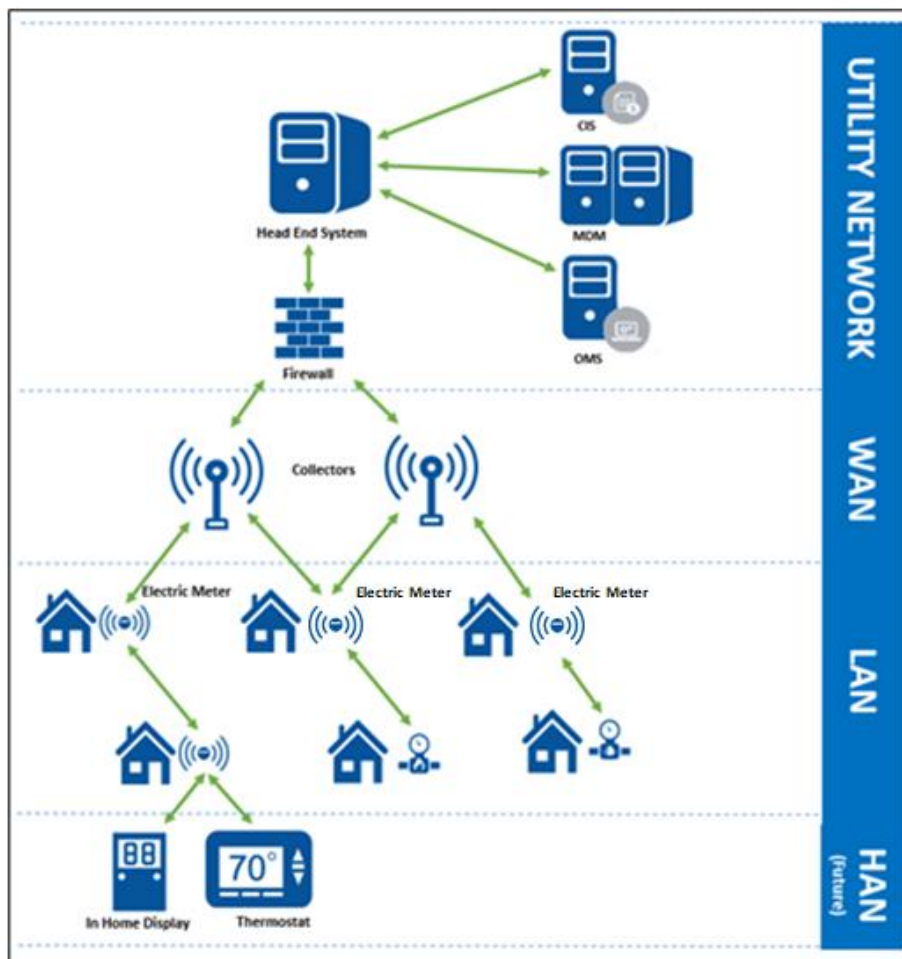 CIS
Head End System
MDM
OMS
Firewall
UTILITY NETWORK
Collectors
WAN
Electric Meter
Electric Meter
Electric Meter
LAN
88
70°
In Home Display
Thermostat
HAN
(Future)